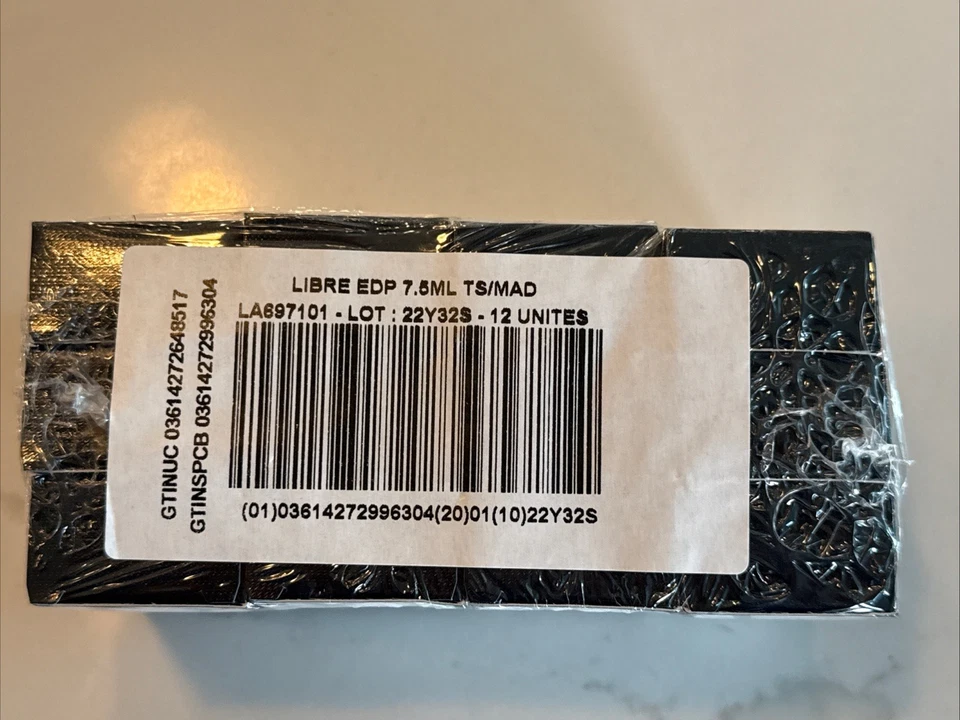 LIBRE EDP 7.5ML TS/MAD
LA697101 - LOT : 22Y32S - 12 UNITES
(01)03614272996304(20)01(10)22Y32S
GTINUC 03614272648517
GTINSPCB 03614272996304